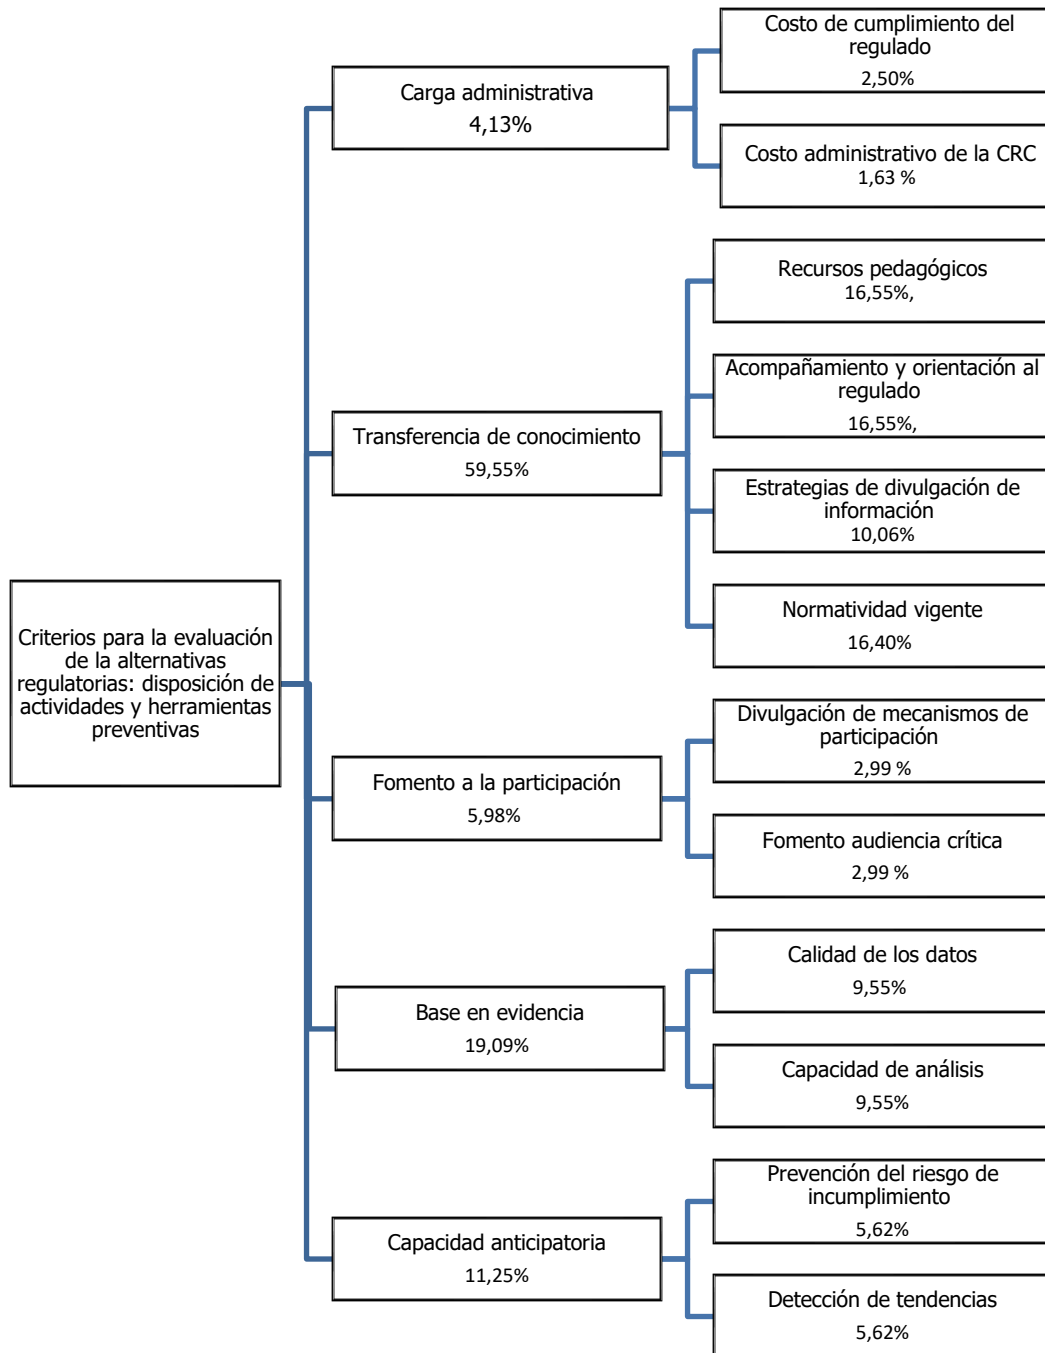 Criterios para la evaluación
de la alternativas
regulatorias: disposición de
actividades y herramientas
preventivas
Carga administrativa
4,13%
Costo de cumplimiento del
regulado
2,50%
Costo administrativo de la CRC
1,63 %
Transferencia de conocimiento
59,55%
Recursos pedagógicos
16,55%,
Acompañamiento y orientación al
regulado
16,55%,
Estrategias de divulgación de
información
10,06%
Normatividad vigente
16,40%
Fomento a la participación
5,98%
Divulgación de mecanismos de
participación
2,99 %
Fomento audiencia crítica
2,99 %
Base en evidencia
19,09%
Calidad de los datos
9,55%
Capacidad de análisis
9,55%
Capacidad anticipatoria
11,25%
Prevención del riesgo de
incumplimiento
5,62%
Detección de tendencias
5,62%